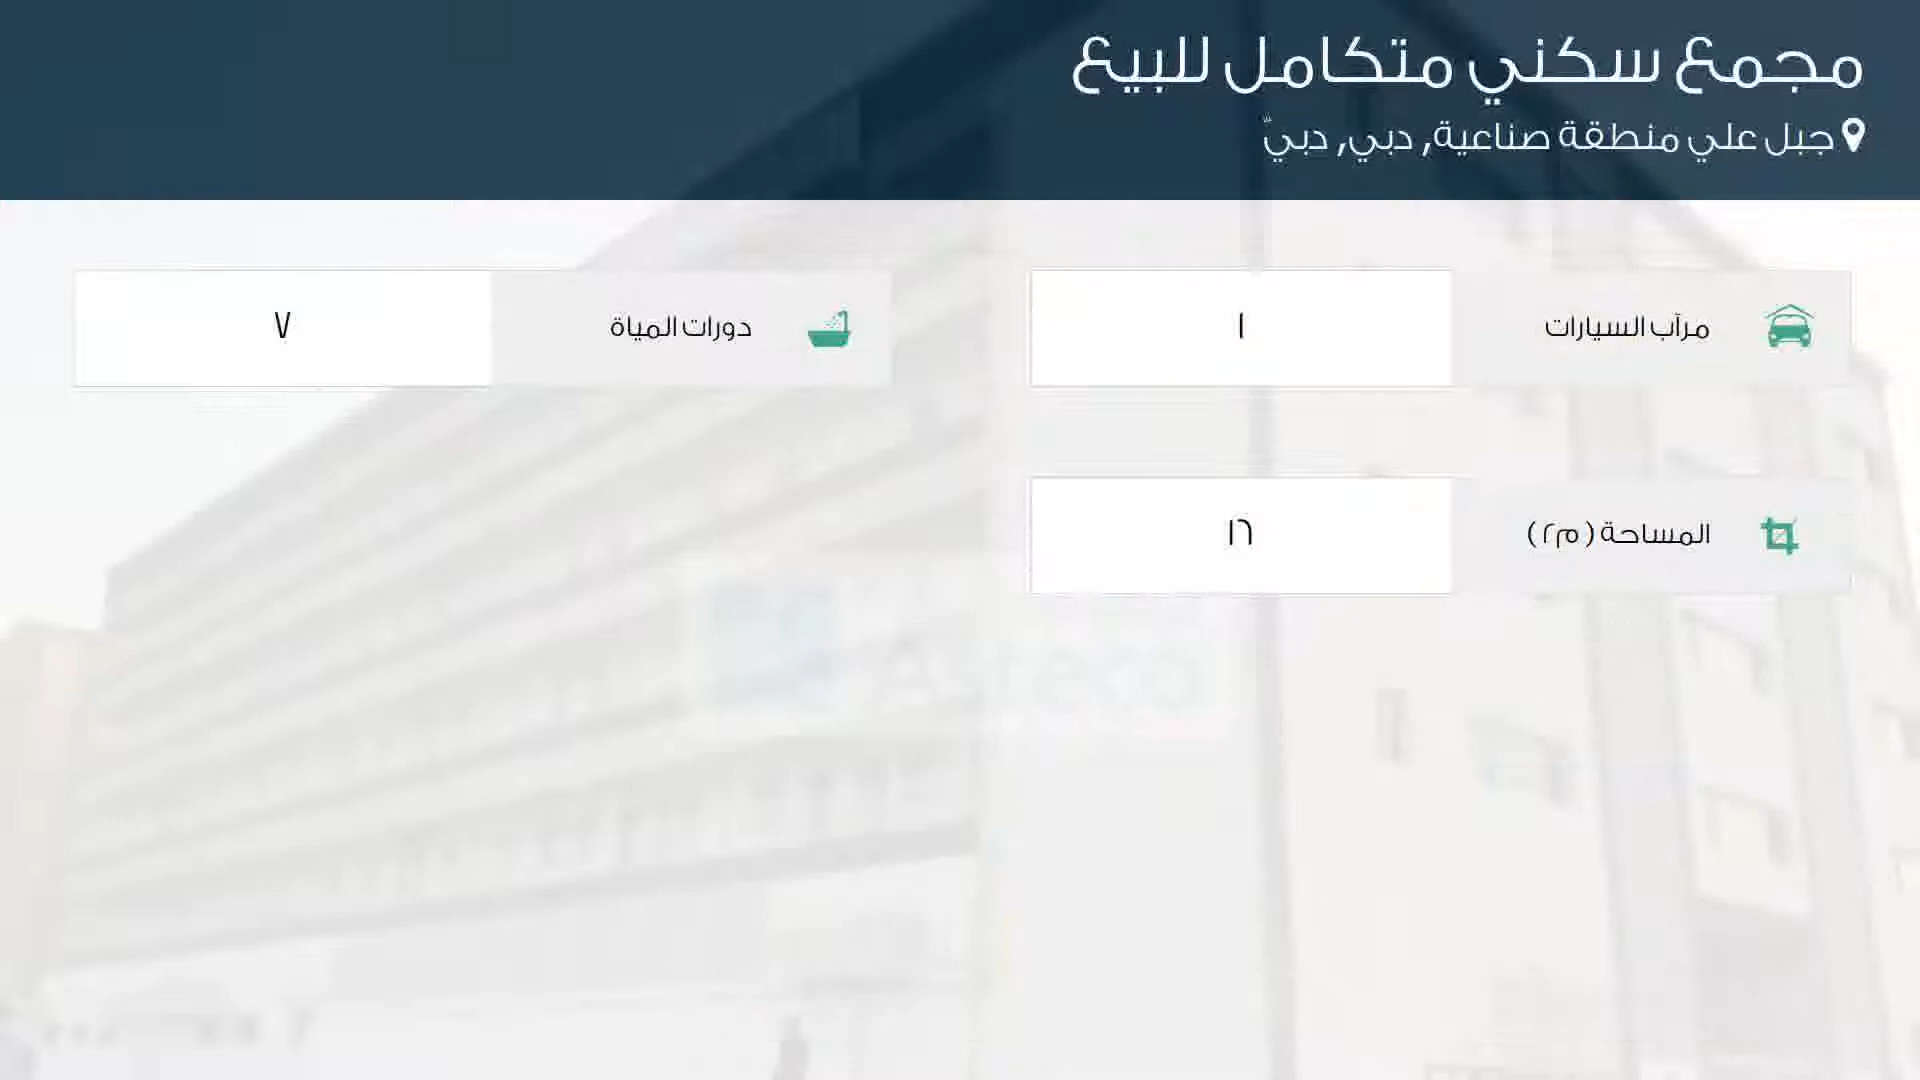 مجمع سكني متكامل للبيع
جبل علي منطقة صناعية, دبي, دبيّ
مرآب السيارات
١
دورات المياة
٧
المساحة (م٢)
١٦
Asteco